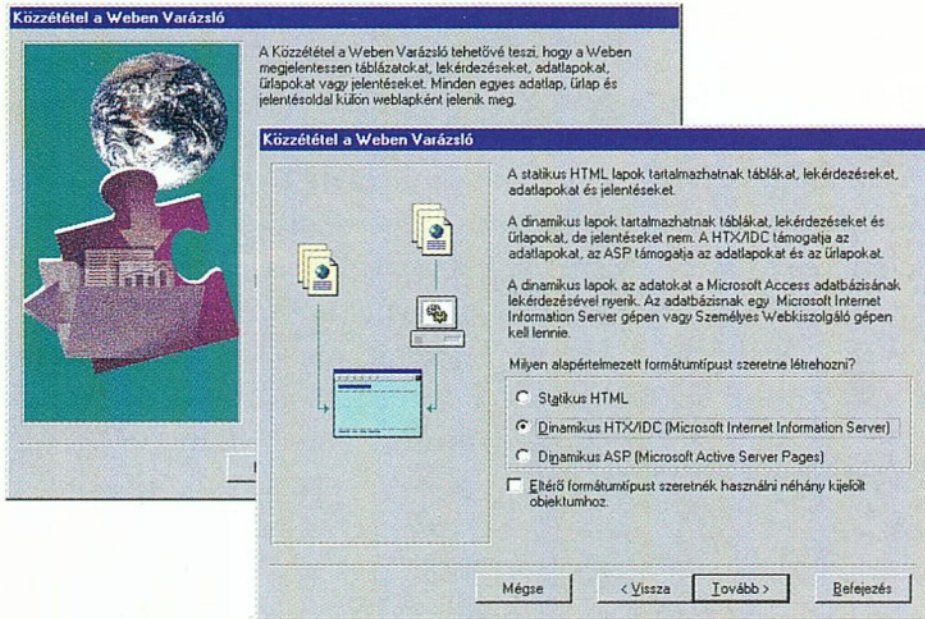 Közzététel a Weben Varázsló
A Közzététel a Weben Varázsló tehetővé teszi, hogy a Weben
megjelentessen táblázatokat, lekérdezéseket, adatlapokat,
űrlapokat vagy jelentéseket. Minden egyes adatlap, űrlap és
jelentésoldal külön weblapként jelenik meg.
Közzététel a Weben Varázsló
A statikus HTML lapok tartalmazhatnak táblákat, lekérdezéseket,
adatlapokat és jelentéseket.
A dinamikus lapok tartalmazhatnak táblákat, lekérdezéseket és
űrlapokat, de jelentéseket nem. A HTX/IDC támogatja az
adatlapokat, az ASP támogatja az adatlapokat és az űrlapokat.
A dinamikus lapok az adatokat a Microsoft Access adatbázisának
lekérdezésével nyerik. Az adatbázisnak egy Microsoft Internet
Information Server gépen vagy Személyes Webkiszolgáló gépen
kell lennie.
Milyen alapértelmezett formátumtípust szeretne létrehozni?
Statikus HTML
Dinamikus HTX/IDC (Microsoft Internet Information Server)
Dinamikus ASP (Microsoft Active Server Pages)
Eltérő formátumtípust szeretnék használni néhány kijelölt
objektumhoz.
Mégse
< Vissza
Tovább >
Befejezés